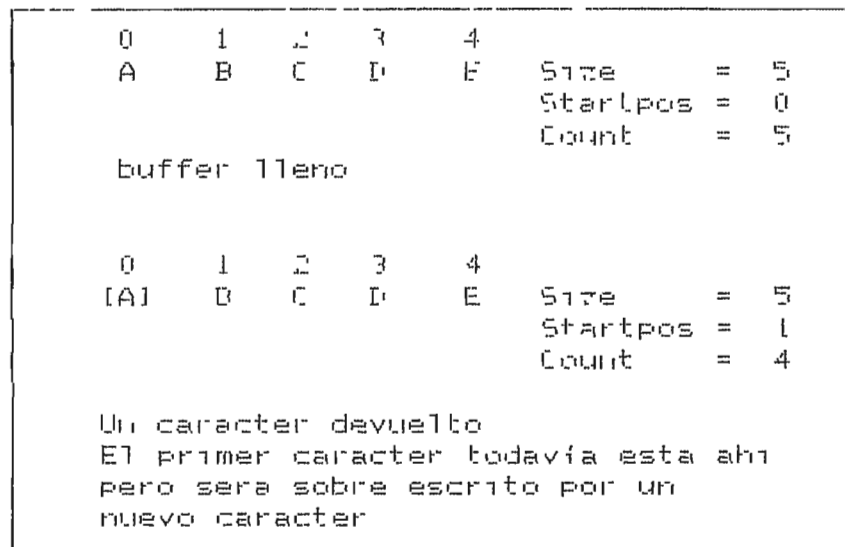 0 1 2 3 4
A B C D E Size = 5
Startpos = 0
Count = 5
buffer lleno
0 1 2 3 4
[A] B C D E Size = 5
Startpos = 1
Count = 4
Un caracter devuelto
El primer caracter todavía esta ahi
pero sera sobre escrito por un
nuevo caracter